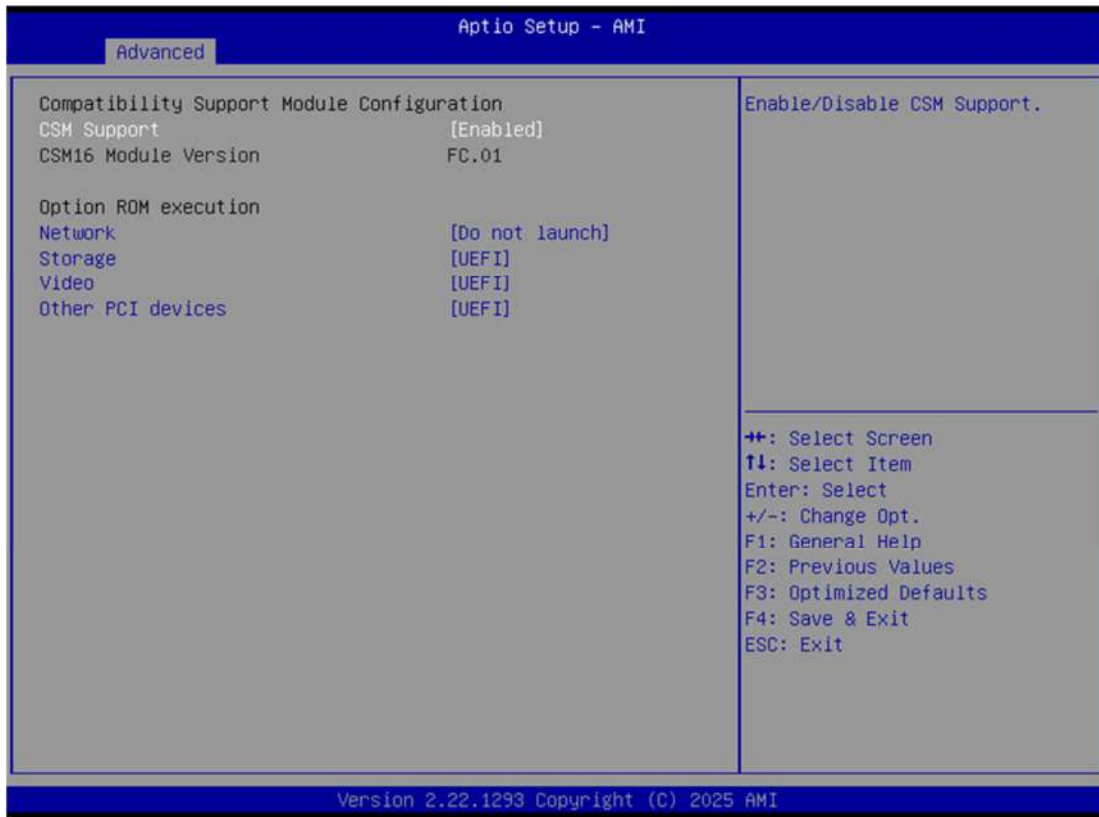 Aptio Setup - AMI
Advanced
Compatibility Support Module Configuration
CSM Support [Enabled]
CSM16 Module Version FC.01
Option ROM execution
Network [Do not launch]
Storage [UEFI]
Video [UEFI]
Other PCI devices [UEFI]
Enable/Disable CSM Support.
→←: Select Screen
↑↓: Select Item
Enter: Select
+/-: Change Opt.
F1: General Help
F2: Previous Values
F3: Optimized Defaults
F4: Save & Exit
ESC: Exit
Version 2.22.1293 Copyright (C) 2025 AMI